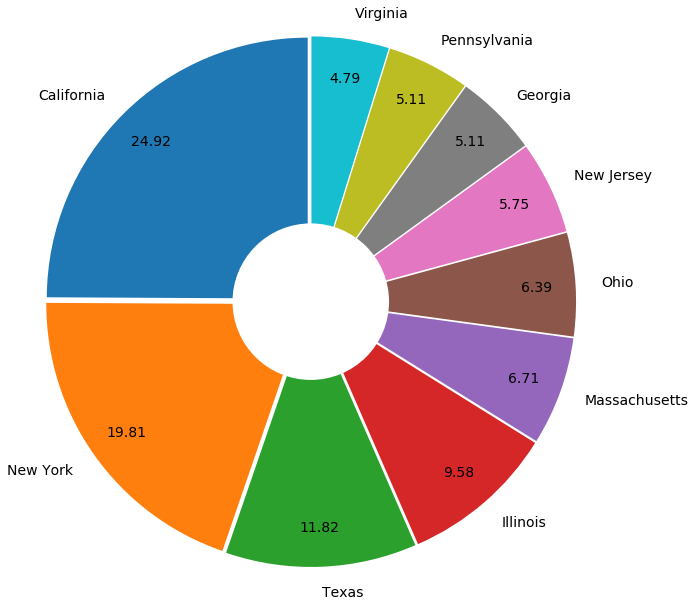 Virginia
4.79
Pennsylvania
5.11
Georgia
5.11
New Jersey
5.75
Ohio
6.39
Massachusetts
6.71
Illinois
9.58
Texas
11.82
New York
19.81
California
24.92